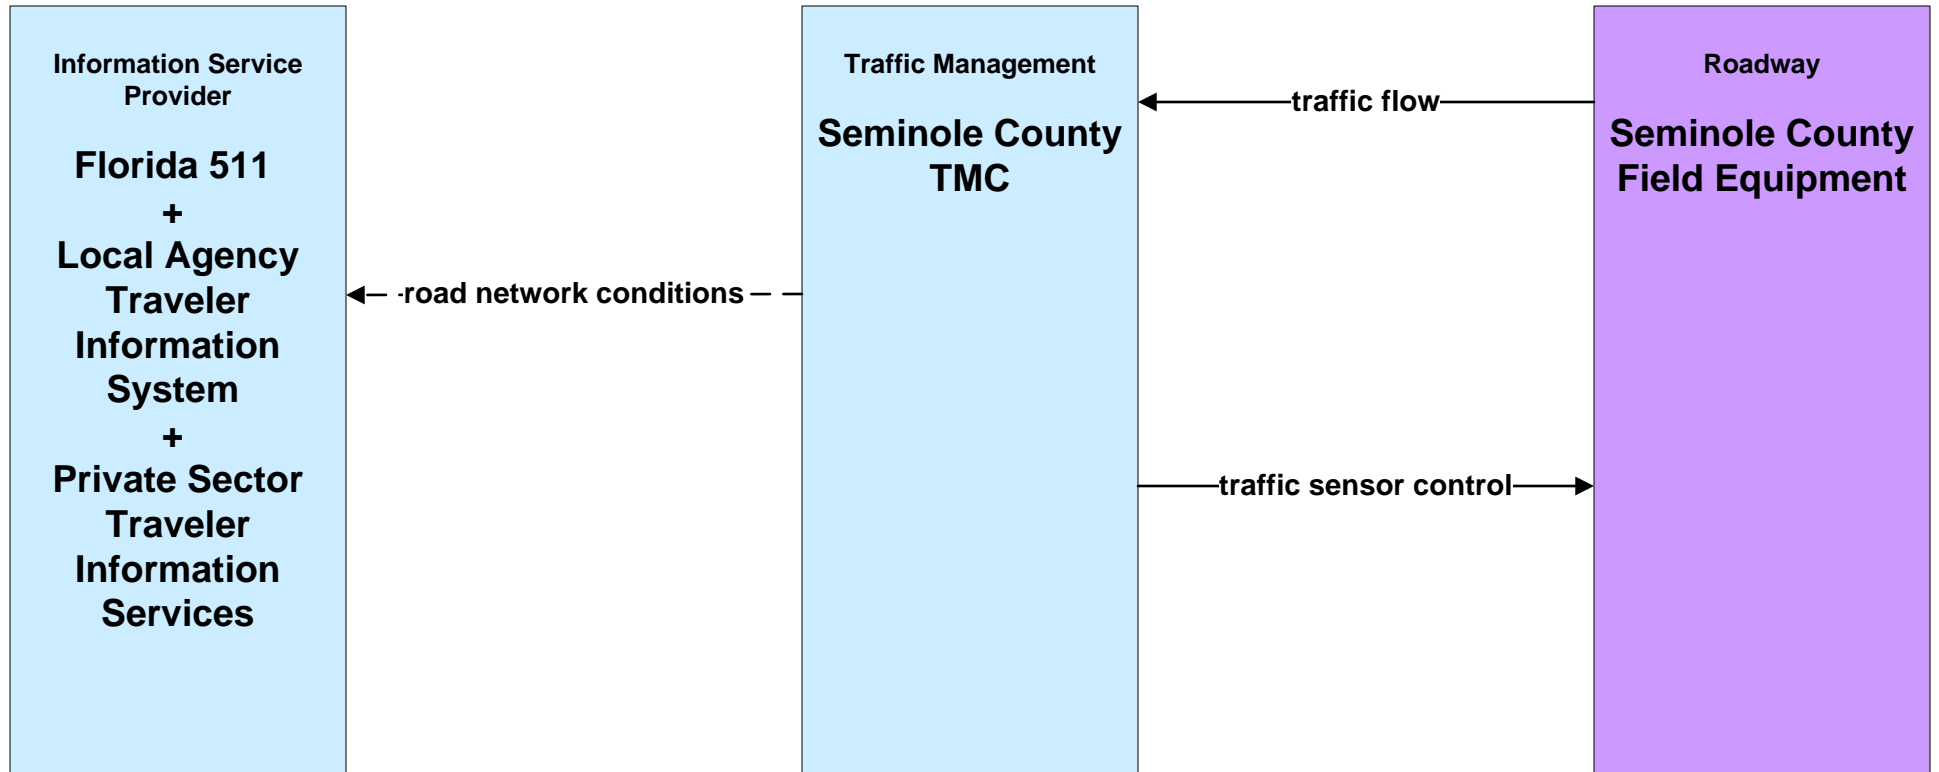 Information Service
Provider
Florida 511
+
Local Agency
Traveler
Information
System
+
Private Sector
Traveler
Information
Services
road network conditions
Traffic Management
Seminole County
TMC
traffic flow
traffic sensor control
Roadway
Seminole County
Field Equipment